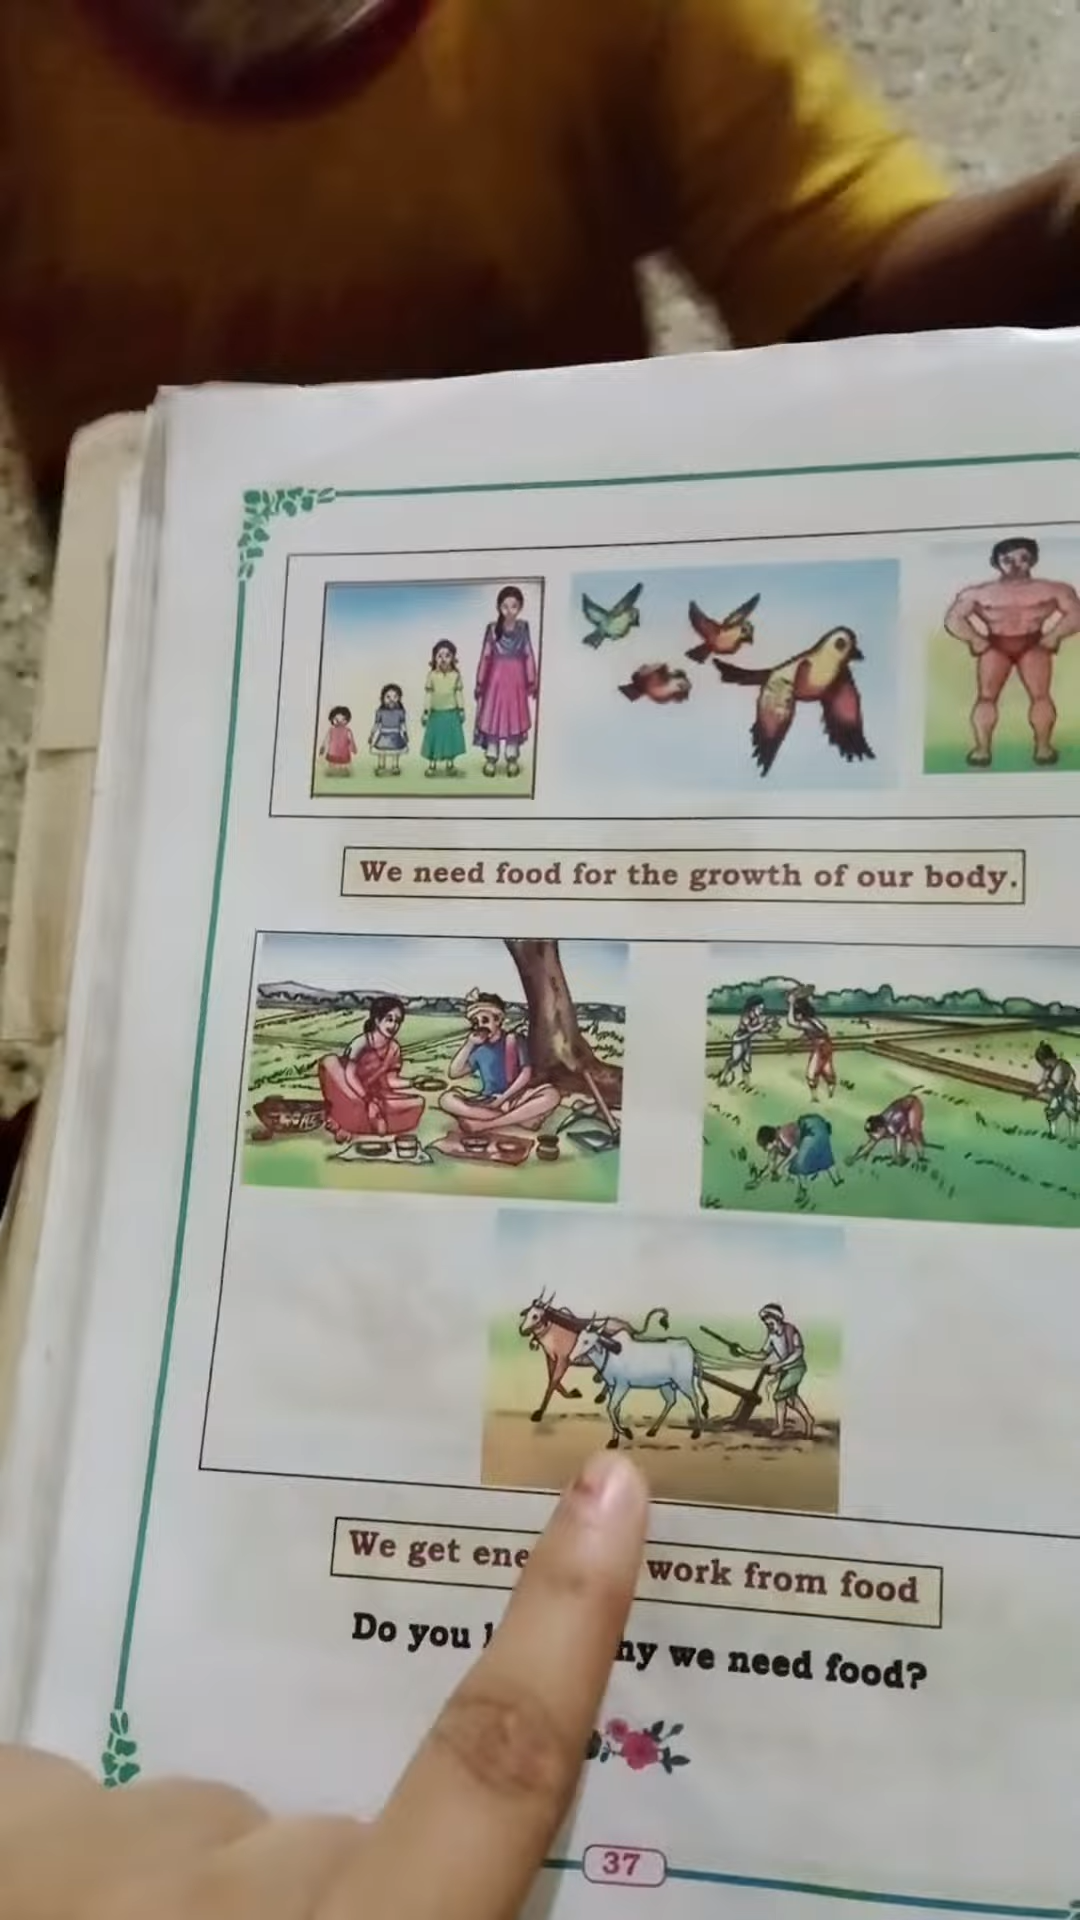 We need food for the growth of our body.
We get ene work from food
Do you hy we need food?
37